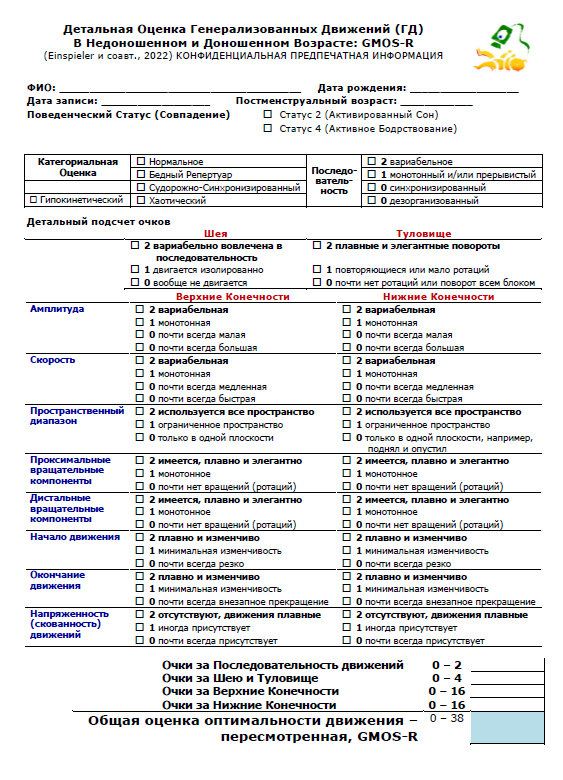 Детальная Оценка Генерализованных Движений (ГД)
В Недоношенном и Доношенном Возрасте: GMOS-R
(Einspieler и соавт., 2022) КОНФИДЕНЦИАЛЬНАЯ ПРЕДПЕЧАТНАЯ ИНФОРМАЦИЯ
ФИО: ________________________________ Дата рождения: __________________
Дата записи: __________________ Постменструальный возраст: ____________
Поведенческий Статус (Совпадение) ☐ Статус 2 (Активированный Сон)
☐ Статус 4 (Активное Бодрствование)
Категориальная Оценка
☐ Нормальное
☐ Бедный Репертуар
☐ Судорожно-Синхронизированный
☐ Гипокинетический ☐ Хаотический
Последо-
ватель-
ность
☐ 2 вариабельное
☐ 1 монотонный и/или прерывистый
☐ 0 синхронизированный
☐ 0 дезорганизованный
Детальный подсчет очков
Шея Туловище
☐ 2 вариабельно вовлечена в ☐ 2 плавные и элегантные повороты
последовательность
☐ 1 двигается изолированно ☐ 1 повторяющиеся или мало ротаций
☐ 0 вообще не двигается ☐ 0 почти нет ротации или поворот всем блоком
Верхние Конечности Нижние Конечности
Амплитуда ☐ 2 вариабельная ☐ 2 вариабельная
☐ 1 монотонная ☐ 1 монотонная
☐ 0 почти всегда малая ☐ 0 почти всегда малая
☐ 0 почти всегда большая ☐ 0 почти всегда большая
Скорость ☐ 2 вариабельная ☐ 2 вариабельная
☐ 1 монотонная ☐ 1 монотонная
☐ 0 почти всегда медленная ☐ 0 почти всегда медленная
☐ 0 почти всегда быстрая ☐ 0 почти всегда быстрая
Пространственный ☐ 2 используется все пространство ☐ 2 используется все пространство
диапазон ☐ 1 ограниченное пространство ☐ 1 ограниченное пространство
☐ 0 только в одной плоскости ☐ 0 только в одной плоскости, например,
поднял и опустил
Проксимальные ☐ 2 имеется, плавно и элегантно ☐ 2 имеется, плавно и элегантно
вращательные ☐ 1 монотонное ☐ 1 монотонное
компоненты ☐ 0 почти нет вращений (ротаций) ☐ 0 почти нет вращений (ротаций)
Дистальные ☐ 2 имеется, плавно и элегантно ☐ 2 имеется, плавно и элегантно
вращательные ☐ 1 монотонное ☐ 1 монотонное
компоненты ☐ 0 почти нет вращений (ротаций) ☐ 0 почти нет вращений (ротаций)
Начало движения ☐ 2 плавно и изменчиво ☐ 2 плавно и изменчиво
☐ 1 минимальная изменчивость ☐ 1 минимальная изменчивость
☐ 0 почти всегда резко ☐ 0 почти всегда резко
Окончание ☐ 2 плавно и изменчиво ☐ 2 плавно и изменчиво
движения ☐ 1 минимальная изменчивость ☐ 1 минимальная изменчивость
☐ 0 почти всегда внезапное прекращение ☐ 0 почти всегда внезапное прекращение
Напряженность ☐ 2 отсутствуют, движения плавные ☐ 2 отсутствуют, движения плавные
(скованность) ☐ 1 иногда присутствует ☐ 1 иногда присутствует
движений ☐ 0 почти всегда присутствует ☐ 0 почти всегда присутствует
Очки за Последовательность движений 0 – 2
Очки за Шею и Туловище 0 – 4
Очки за Верхние Конечности 0 – 16
Очки за Нижние Конечности 0 – 16
Общая оценка оптимальности движения – 0 – 38
пересмотренная, GMOS-R